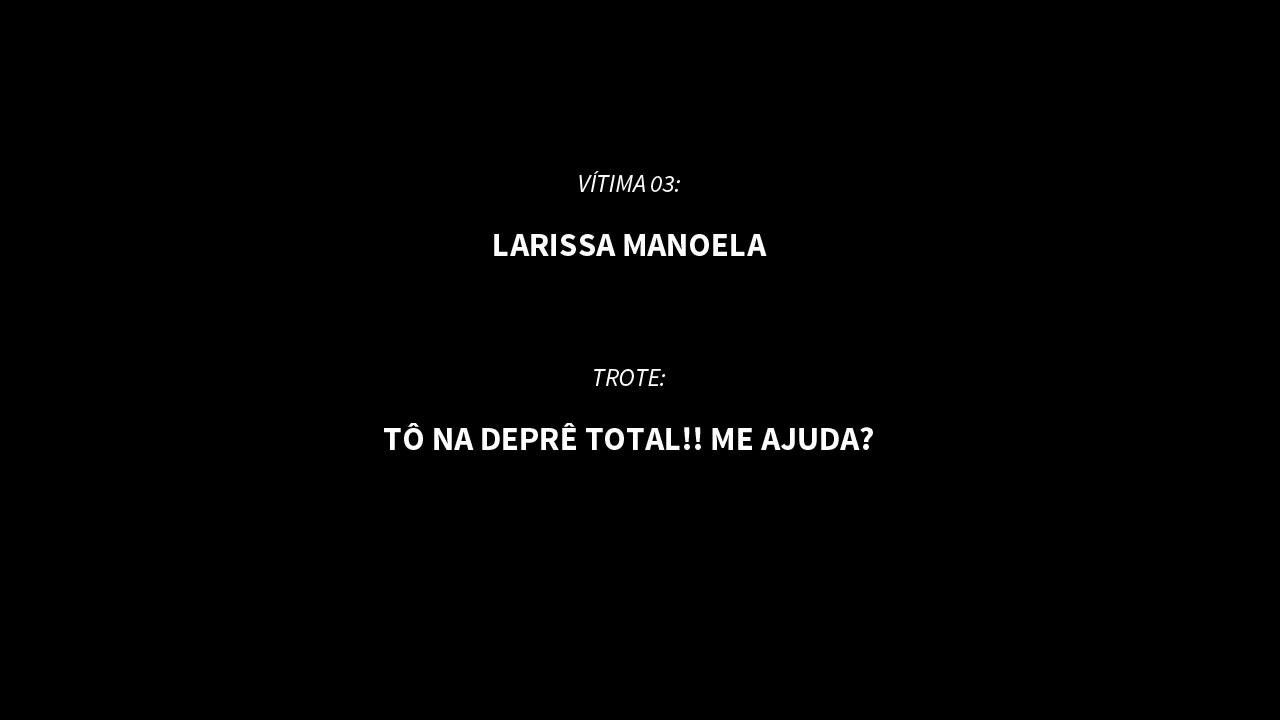 VÍTIMA 03:
LARISSA MANOELA
TROTE:
TÔ NA DEPRÊ TOTAL!! ME AJUDA?